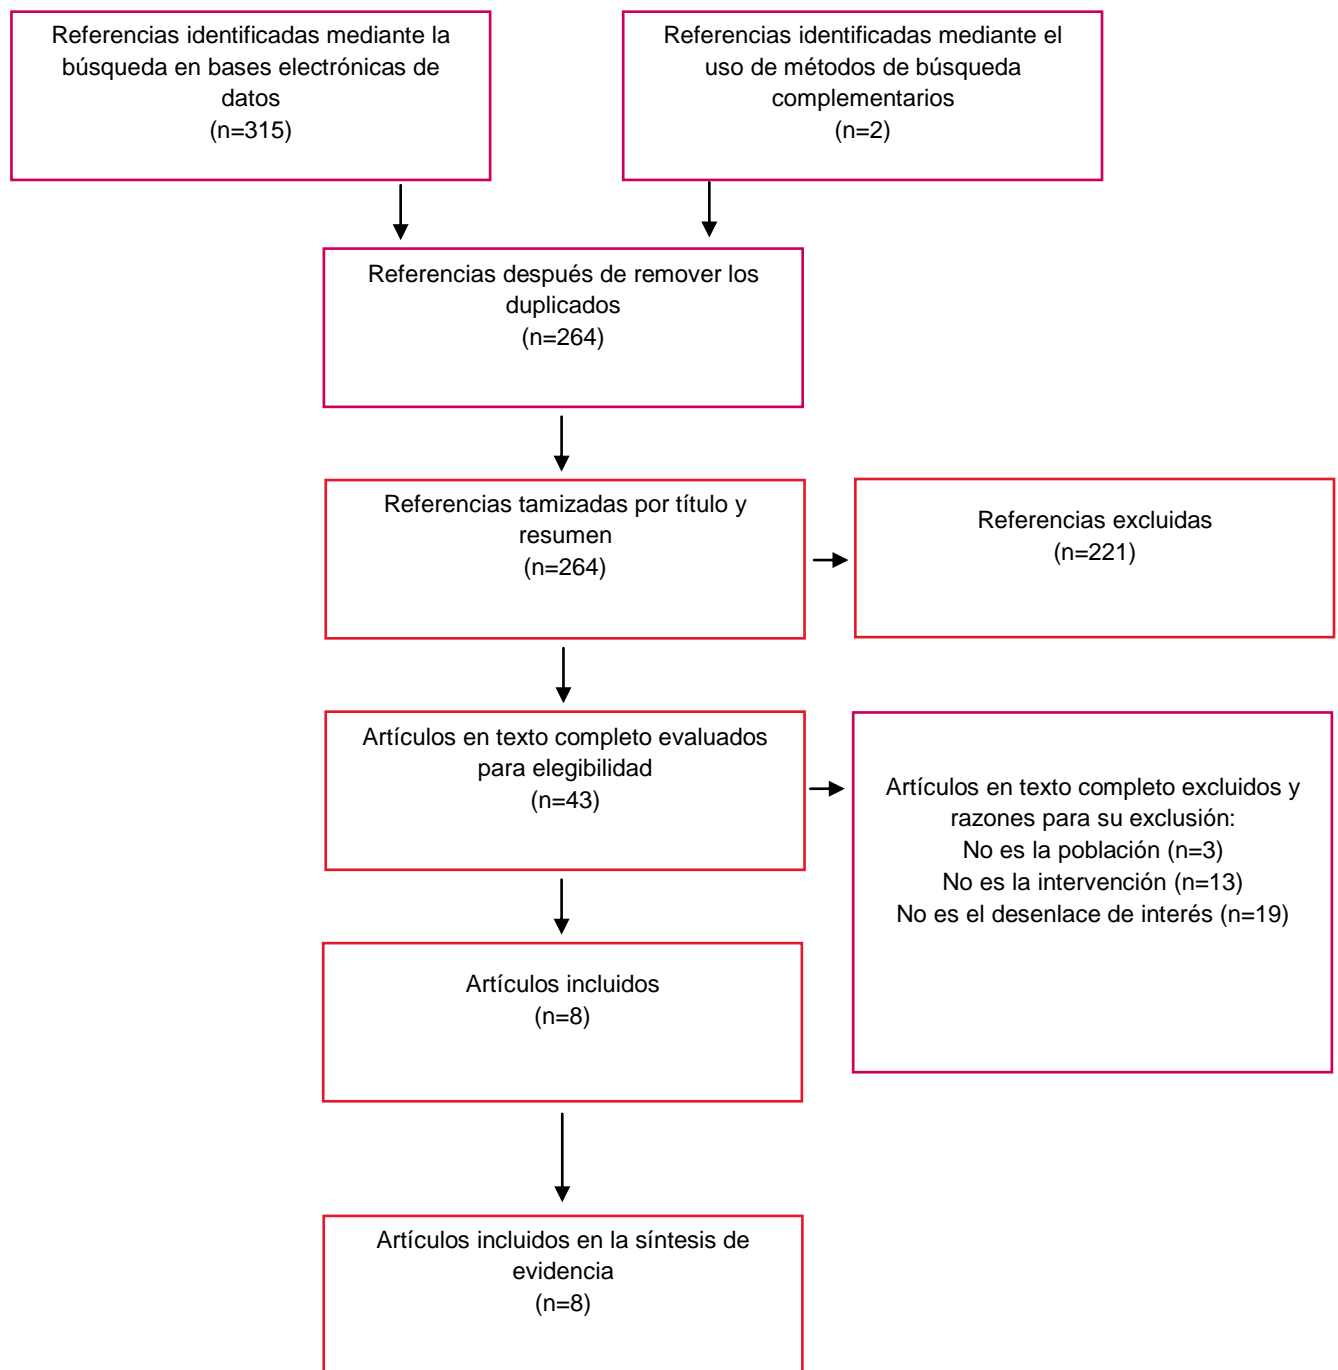 Referencias identificadas mediante la
búsqueda en bases electrónicas de
datos
(n=315)
Referencias identificadas mediante el
uso de métodos de búsqueda
complementarios
(n=2)
Referencias después de remover los
duplicados
(n=264)
Referencias tamizadas por título y
resumen
(n=264)
Referencias excluidas
(n=221)
Artículos en texto completo evaluados
para elegibilidad
(n=43)
Artículos en texto completo excluidos y
razones para su exclusión:
No es la población (n=3)
No es la intervención (n=13)
No es el desenlace de interés (n=19)
Artículos incluidos
(n=8)
Artículos incluidos en la síntesis de
evidencia
(n=8)